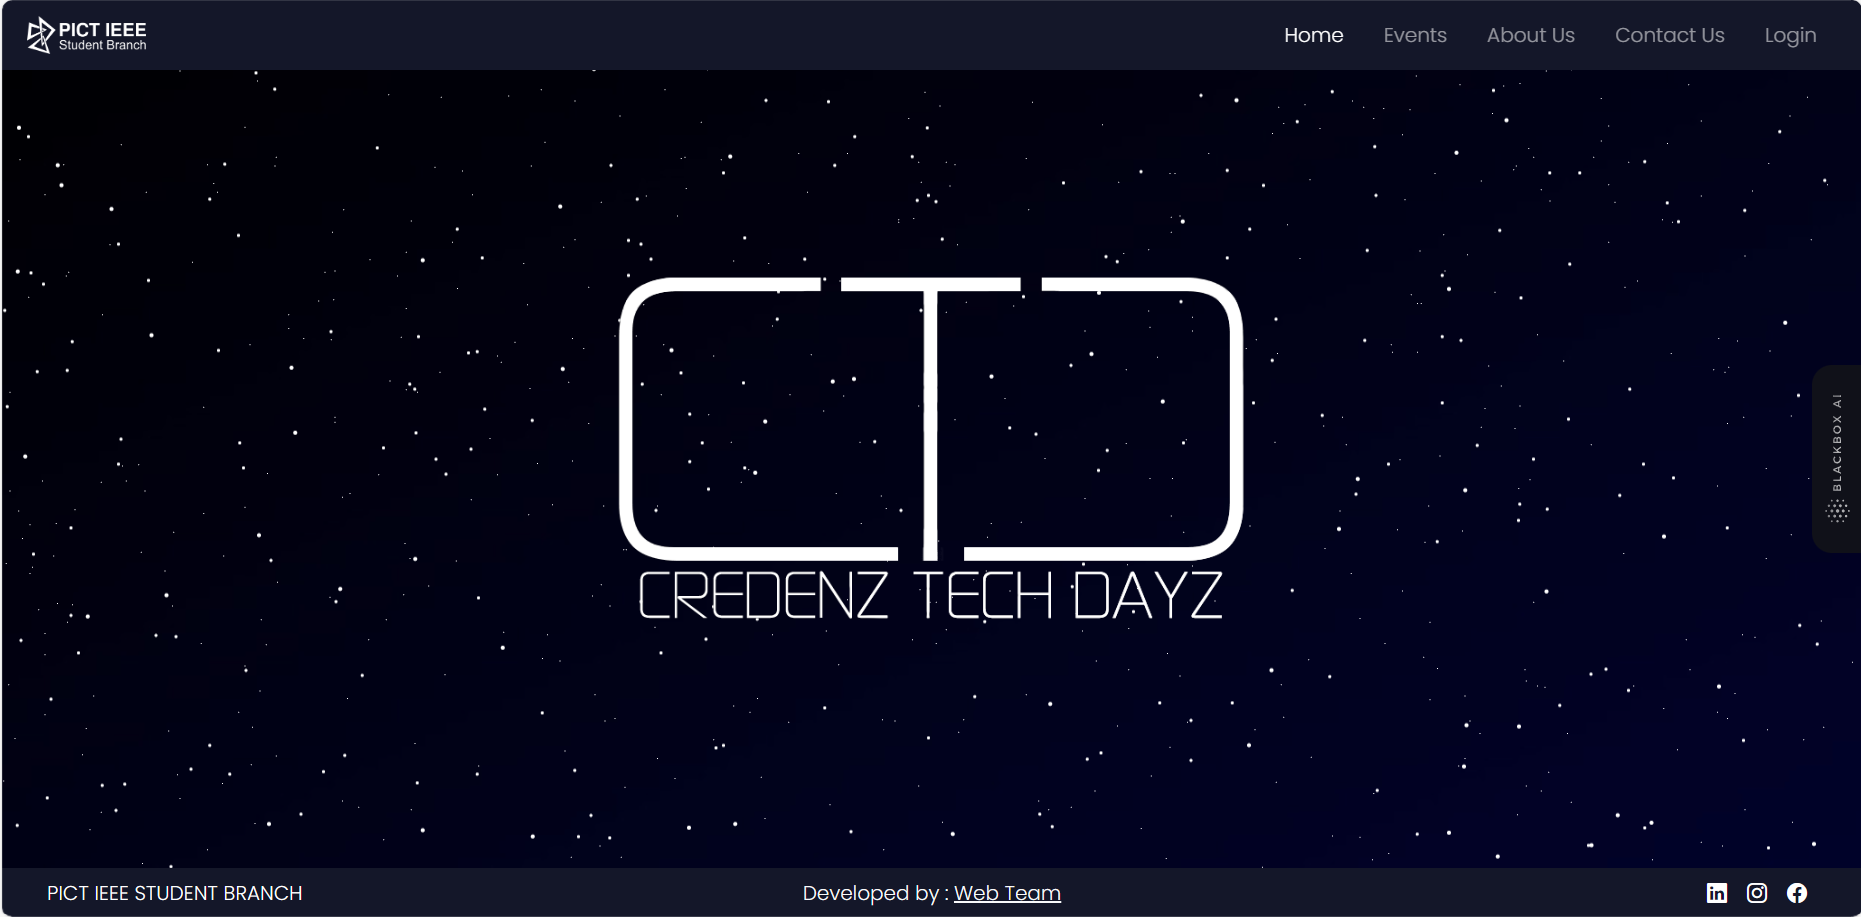 PICT IEEE
Student Branch
Home Events About Us Contact Us Login
CTD
CREDENZ TECH DAYZ
BLACKBOX AI
PICT IEEE STUDENT BRANCH
Developed by : Web Team